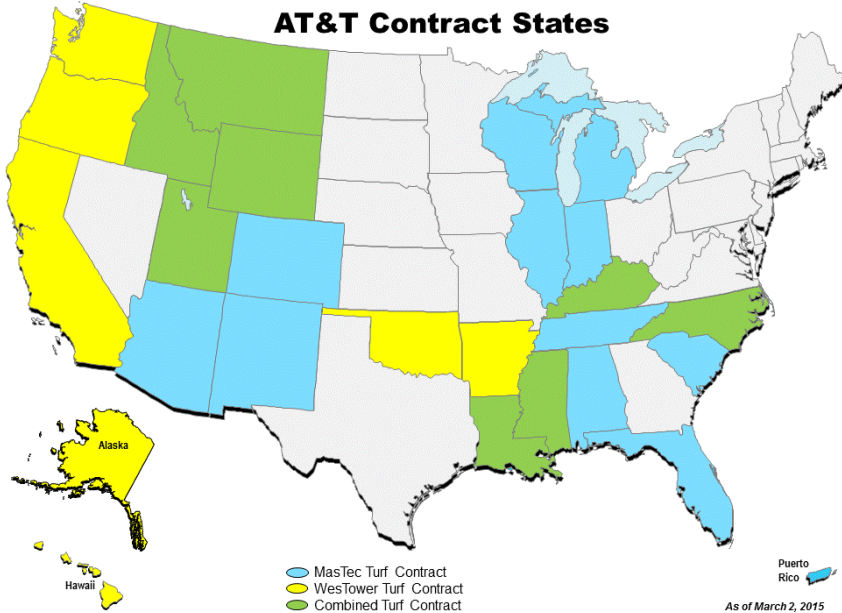 AT&T Contract States
Alaska
Hawaii
MasTec Turf Contract
WesTower Turf Contract
Combined Turf Contract
Puerto
Rico
As of March 2, 2015